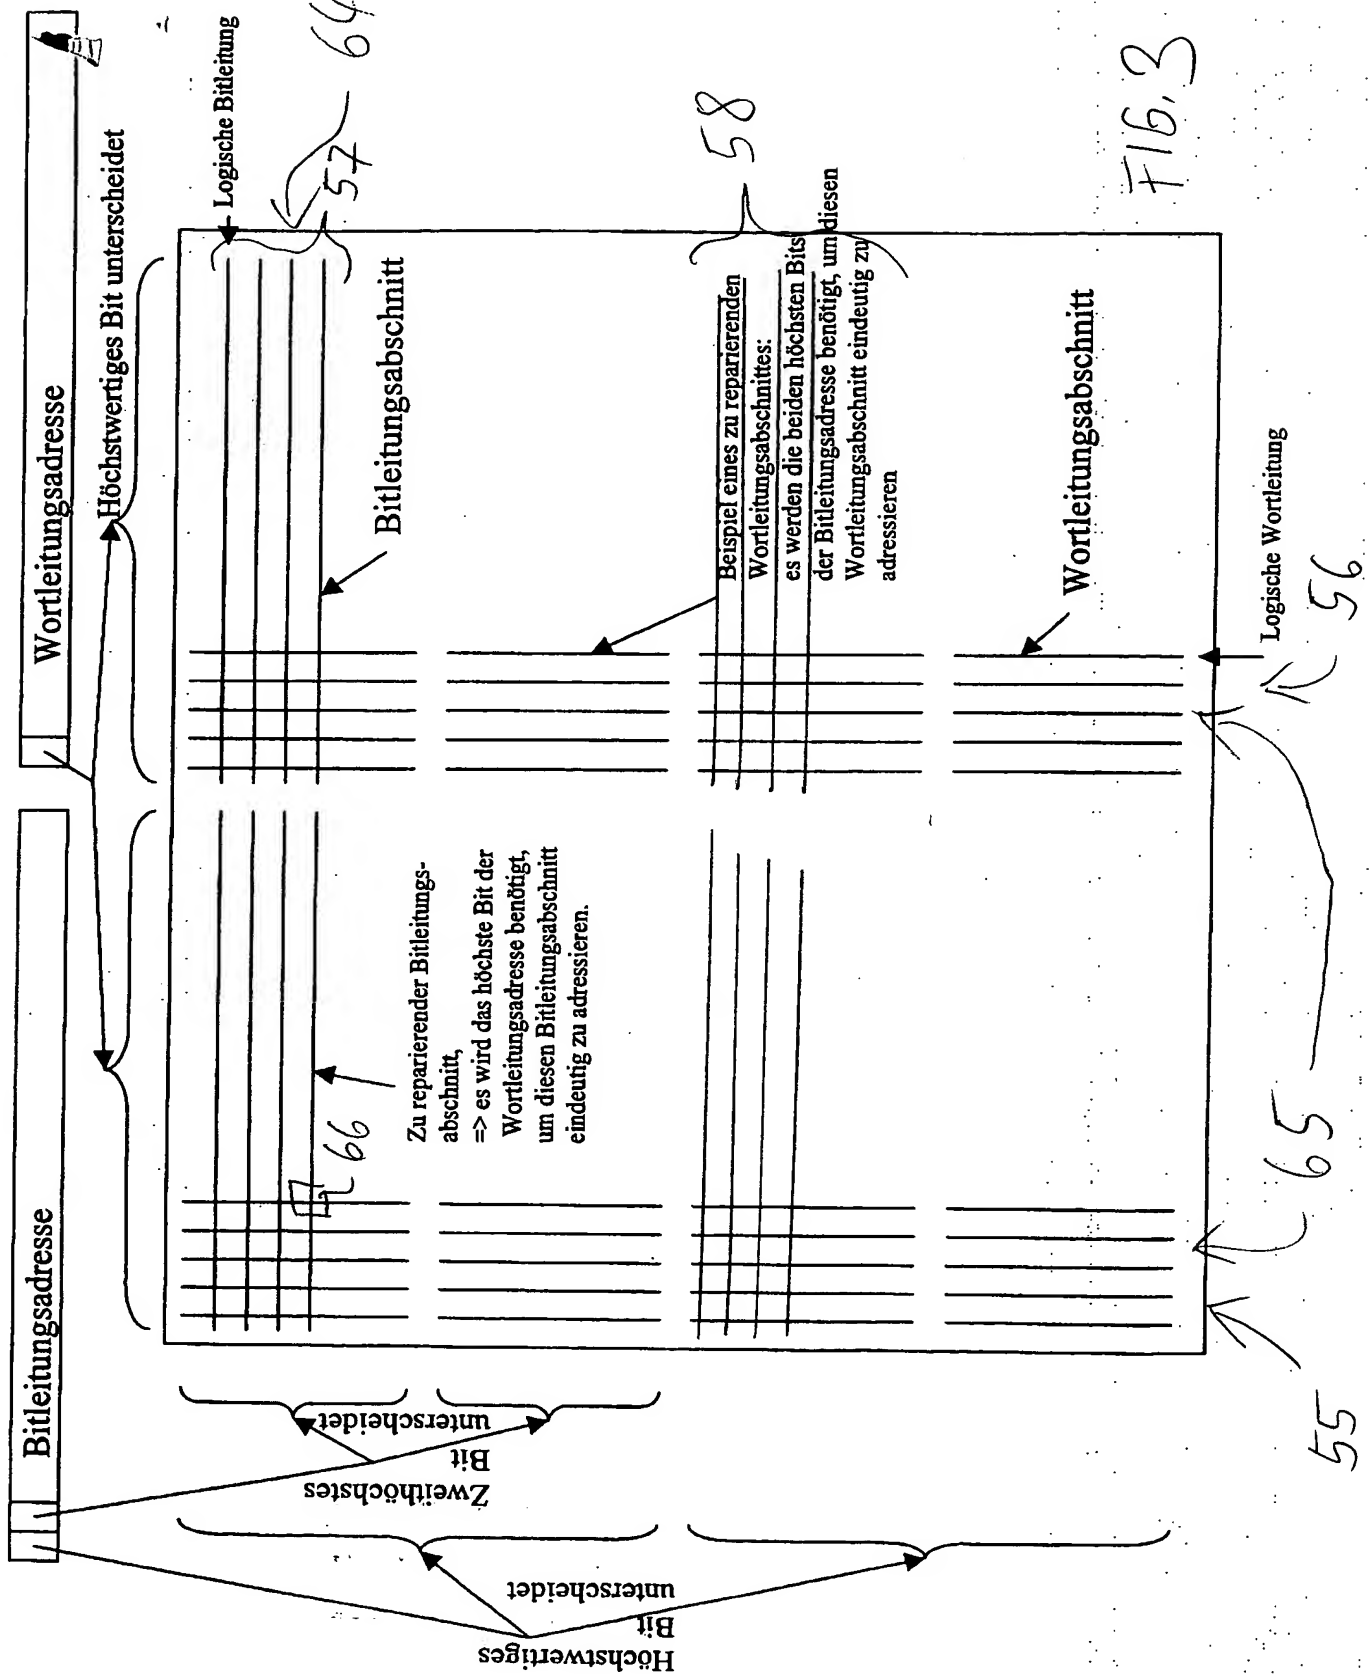 Bitleitungsadresse
Wortleitungsadresse
Höchstwertiges Bit unterscheidet
Logische Bitleitung
64
57
Höchstwertiges
Bit
unterscheidet
Zweithöchstes
Bit
unterscheidet
66
Zu reparierender Bitleitungs-
abschnitt,
=> es wird das höchste Bit der
Wortleitungsadresse benötigt,
um diesen Bitleitungsabschnitt
eindeutig zu adressieren.
Bitleitungsabschnitt
58
Beispiel eines zu reparierenden
Wortleitungsabschnittes:
es werden die beiden höchsten Bits
der Bitleitungsadresse benötigt, um diesen
Wortleitungsabschnitt eindeutig zu
adressieren
Wortleitungsabschnitt
Logische Wortleitung
55
65
56
FIG. 3